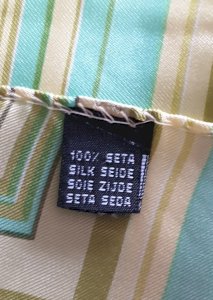 100% SETA
SILK SEIDE
SOIE ZIJDE
SETA SEDA